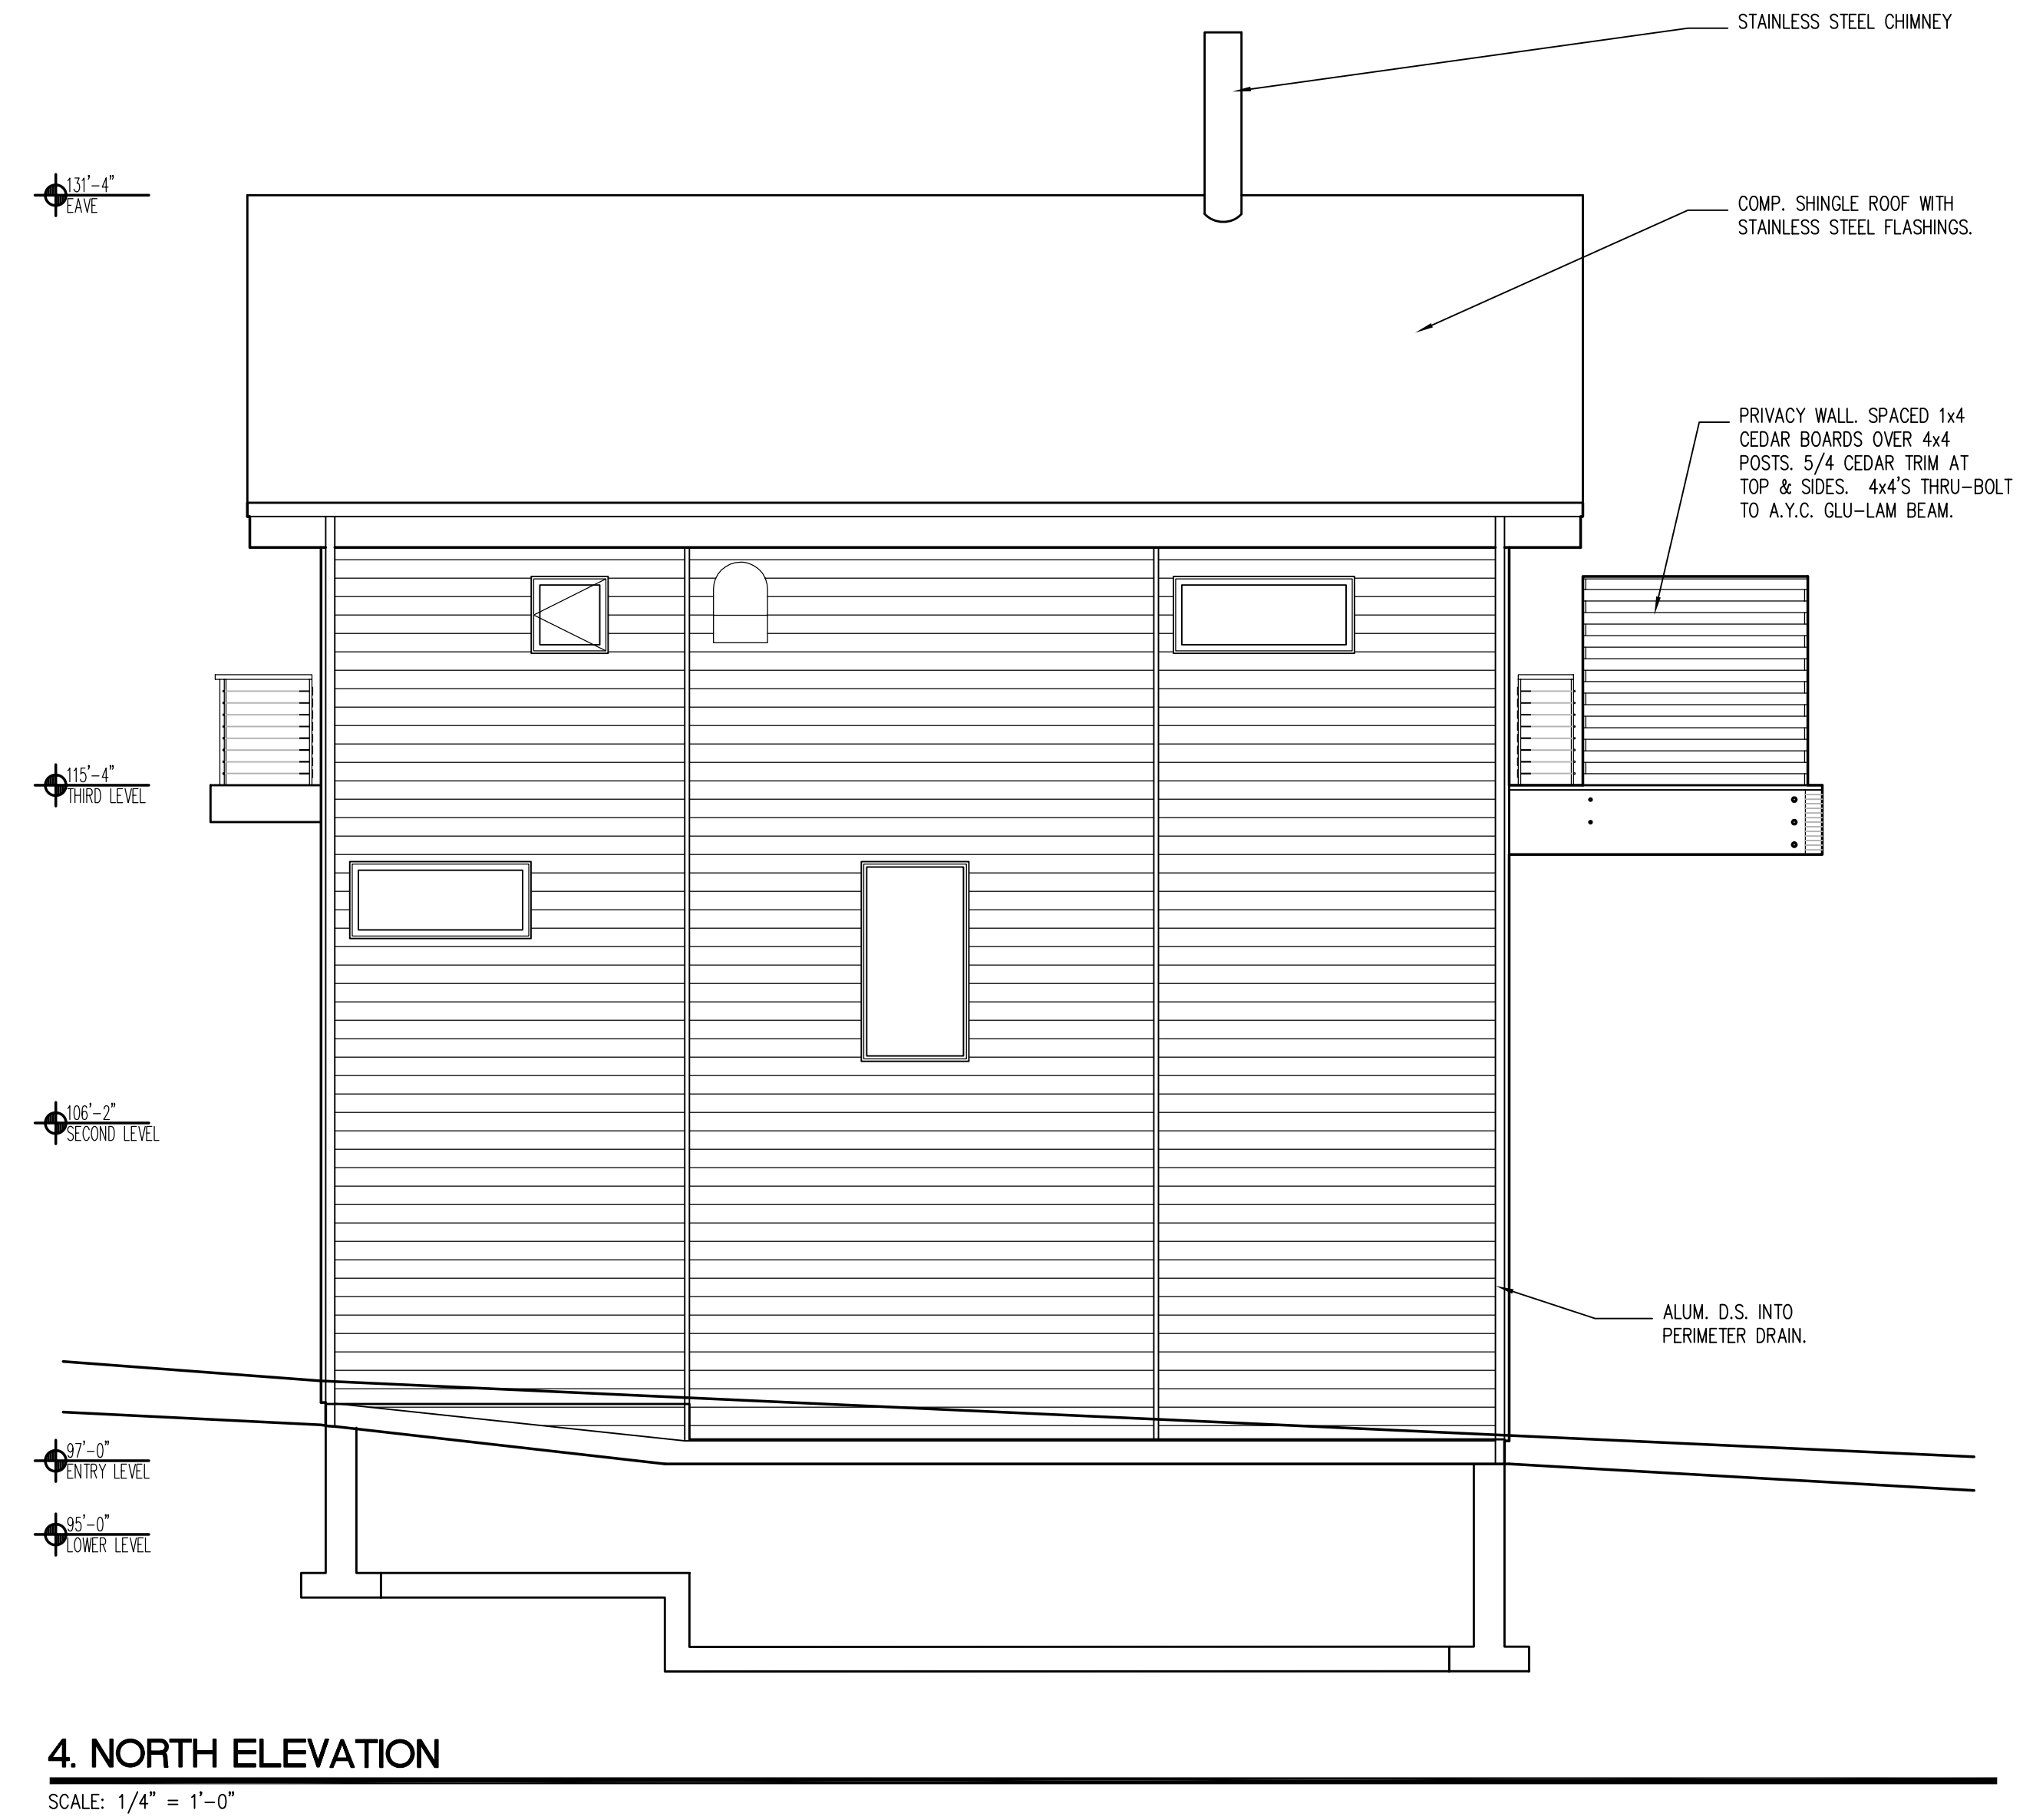 STAINLESS STEEL CHIMNEY
131'-4"
EAVE
COMP. SHINGLE ROOF WITH
STAINLESS STEEL FLASHINGS.
PRIVACY WALL. SPACED 1x4
CEDAR BOARDS OVER 4x4
POSTS. 5/4 CEDAR TRIM AT
TOP & SIDES. 4x4'S THRU-BOLT
TO A.Y.C. GLU-LAM BEAM.
115'-4"
THIRD LEVEL
106'-2"
SECOND LEVEL
ALUM. D.S. INTO
PERIMETER DRAIN.
97'-0"
ENTRY LEVEL
95'-0"
LOWER LEVEL
4. NORTH ELEVATION
SCALE: 1/4" = 1'-0"